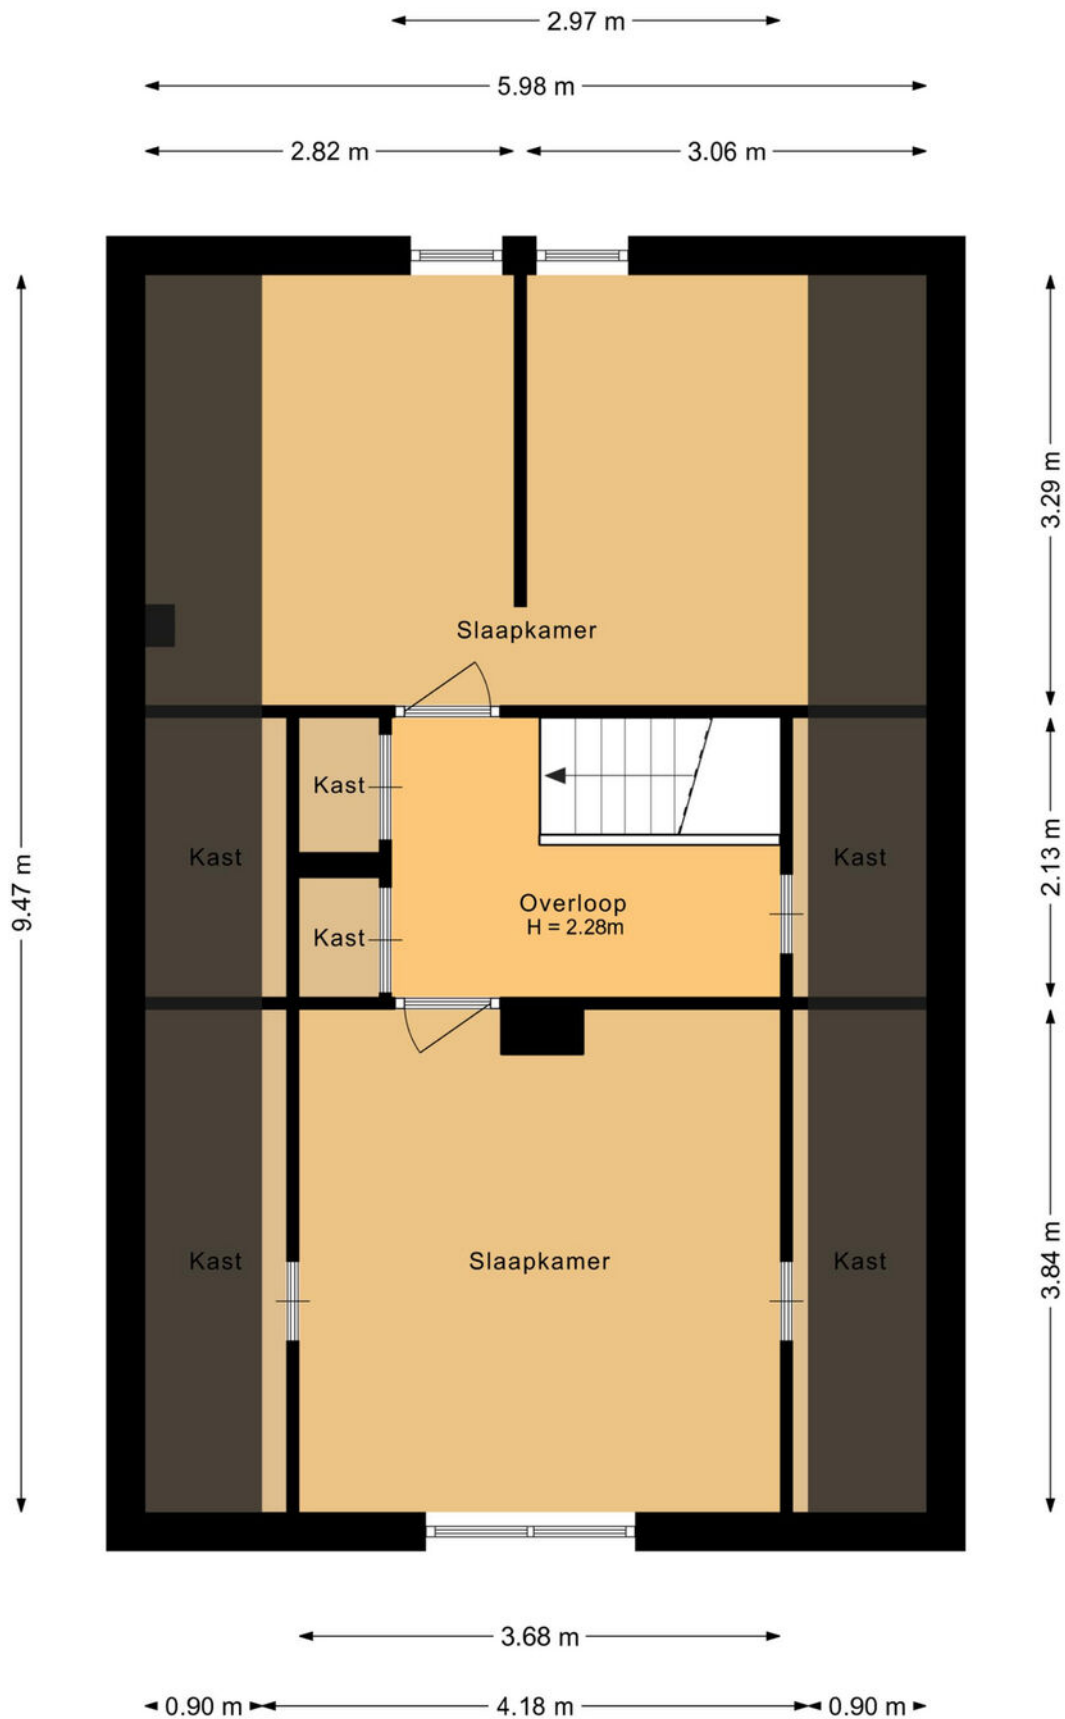 2.97 m
5.98 m
2.82 m
3.06 m
3.29 m
Slaapkamer
Kast
Kast
Kast
2.13 m
9.47 m
Overloop
H = 2.28m
Kast
Kast
Slaapkamer
Kast
3.84 m
3.68 m
0.90 m
4.18 m
0.90 m